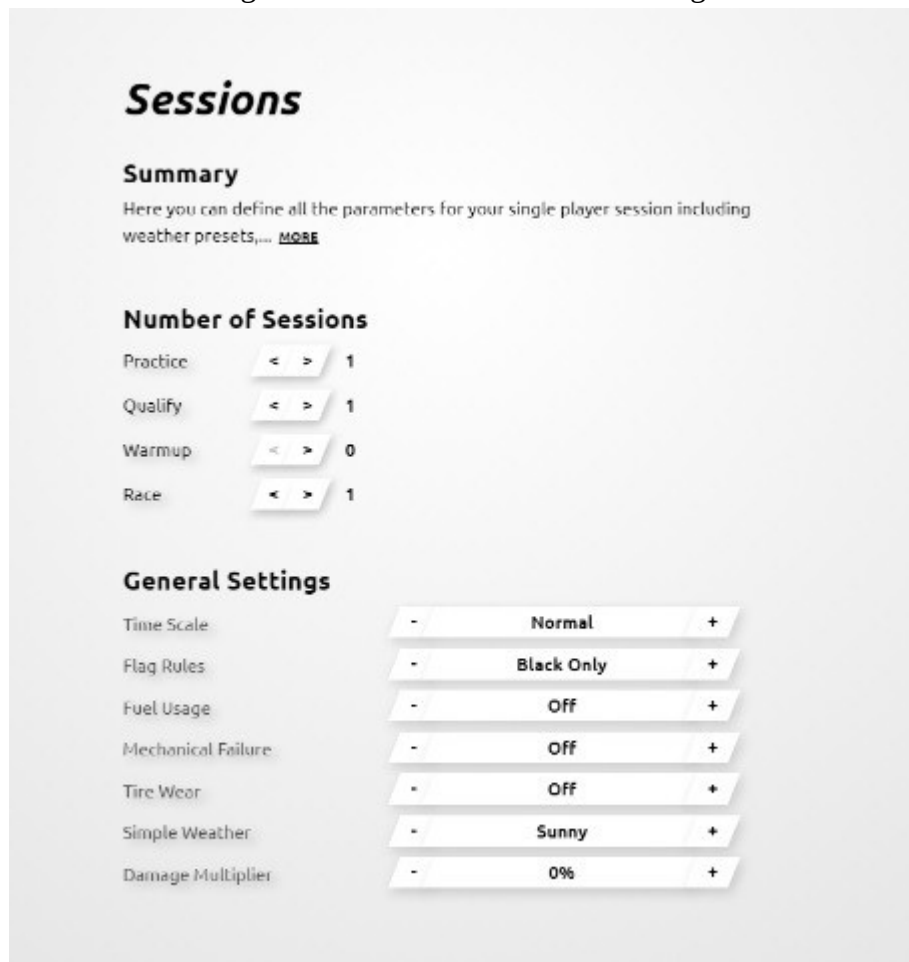 Sessions
Summary
Here you can define all the parameters for your single player session including
weather presets,... MORE
Number of Sessions
Practice < > 1
Qualify < > 1
Warmup < > 0
Race < > 1
General Settings
Time Scale - Normal +
Flag Rules - Black Only +
Fuel Usage - Off +
Mechanical Failure - Off +
Tire Wear - Off +
Simple Weather - Sunny +
Damage Multiplier - 0% +